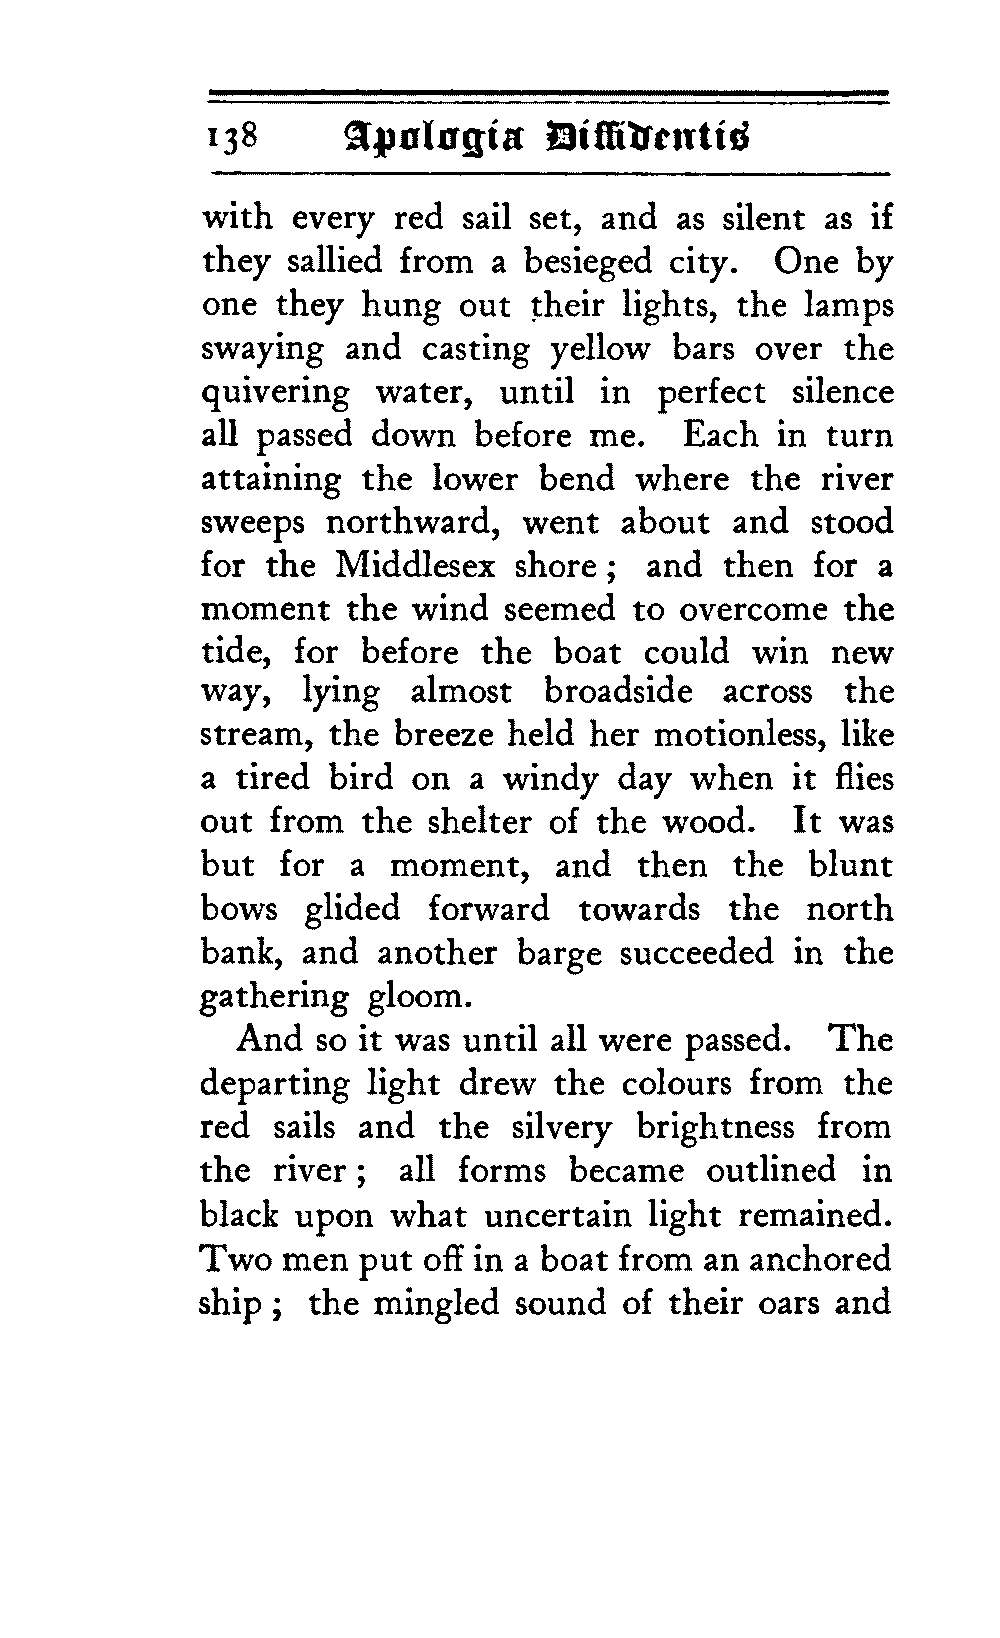 138 Apologia Diffidentis
with every red sail set, and as silent as if
they sallied from a besieged city. One by
one they hung out their lights, the lamps
swaying and casting yellow bars over the
quivering water, until in perfect silence
all passed down before me. Each in turn
attaining the lower bend where the river
sweeps northward, went about and stood
for the Middlesex shore ; and then for a
moment the wind seemed to overcome the
tide, for before the boat could win new
way, lying almost broadside across the
stream, the breeze held her motionless, like
a tired bird on a windy day when it flies
out from the shelter of the wood. It was
but for a moment, and then the blunt
bows glided forward towards the north
bank, and another barge succeeded in the
gathering gloom.
And so it was until all were passed. The
departing light drew the colours from the
red sails and the silvery brightness from
the river ; all forms became outlined in
black upon what uncertain light remained.
Two men put off in a boat from an anchored
ship ; the mingled sound of their oars and